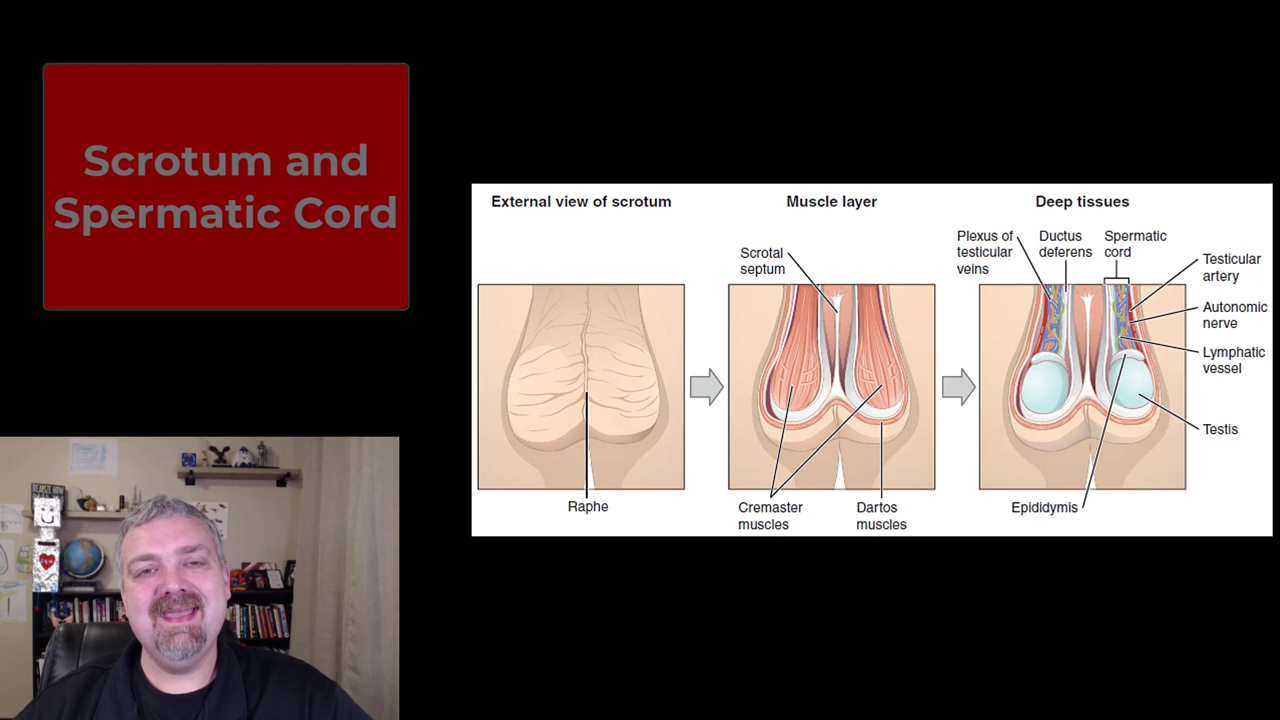 Scrotum and
Spermatic Cord
External view of scrotum
Raphe
Muscle layer
Scrotal
septum
Cremaster
muscles
Dartos
muscles
Deep tissues
Plexus of
testicular
veins
Ductus
deferens
Spermatic
cord
Testicular
artery
Autonomic
nerve
Lymphatic
vessel
Testis
Epididymis